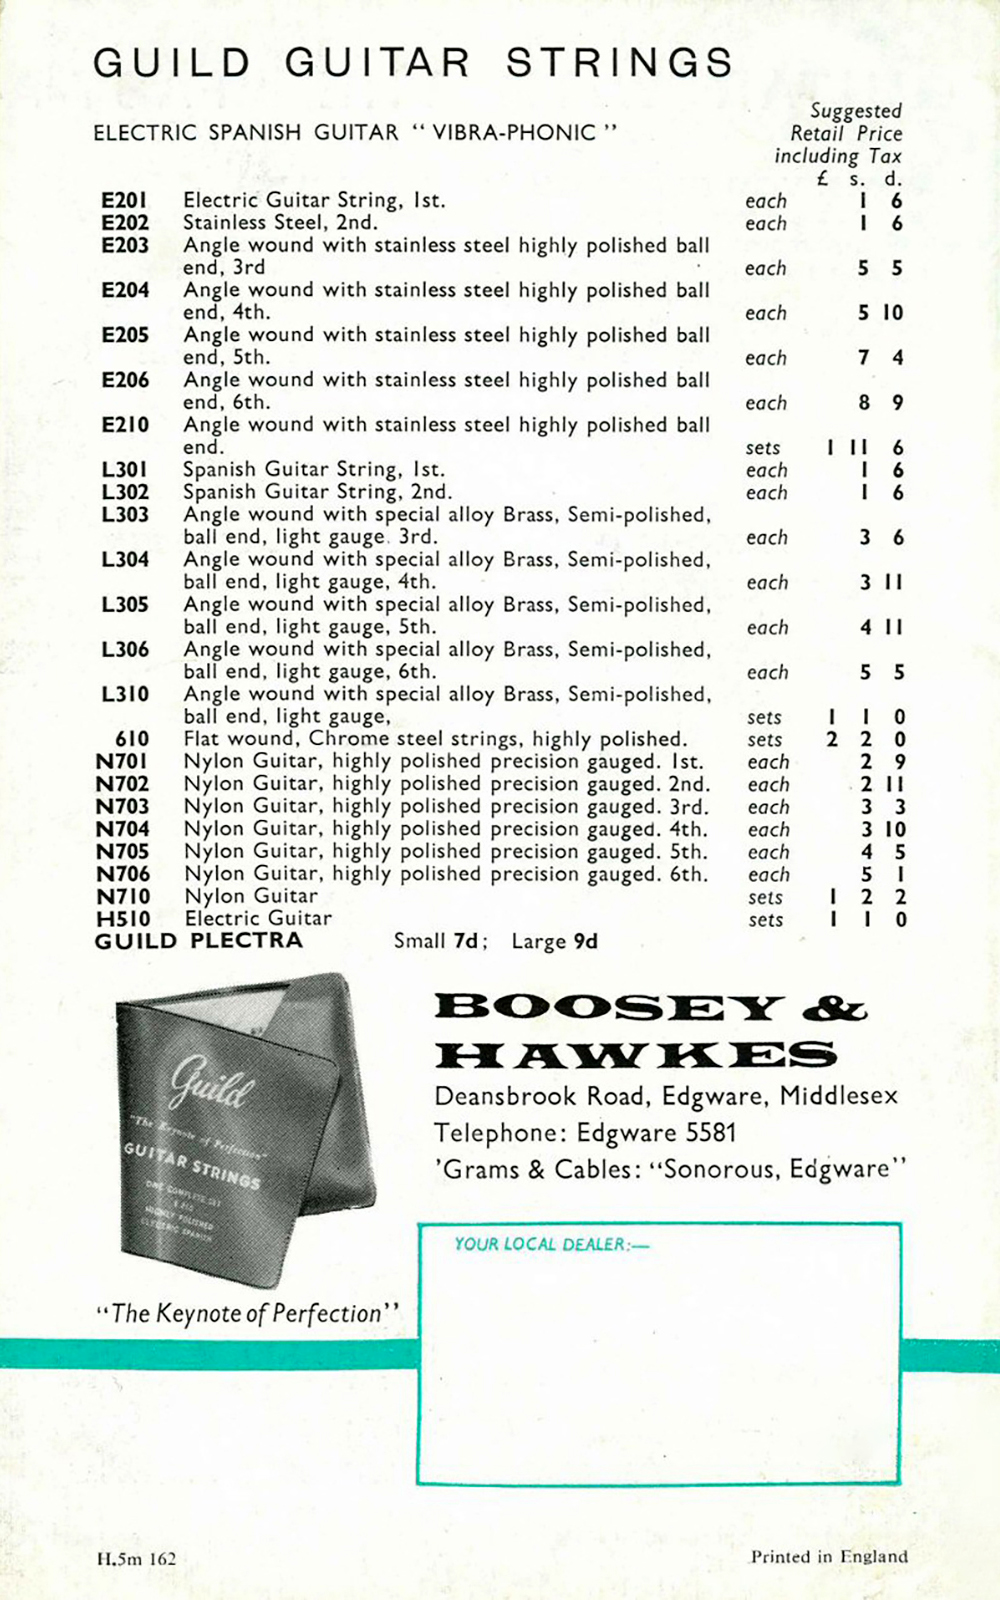 GUILD GUITAR STRINGS
Suggested
ELECTRIC SPANISH GUITAR “ VIBRA-PHONIC ” Retail Price
including Tax
£ s. d.
E201 Electric Guitar String, 1st. each 1 6
E202 Stainless Steel, 2nd. each 1 6
E203 Angle wound with stainless steel highly polished ball
end, 3rd each 5 5
E204 Angle wound with stainless steel highly polished ball
end, 4th. each 5 10
E205 Angle wound with stainless steel highly polished ball
end, 5th. each 7 4
E206 Angle wound with stainless steel highly polished ball
end, 6th. each 8 9
E210 Angle wound with stainless steel highly polished ball
end. sets 1 11 6
L301 Spanish Guitar String, 1st. each 1 6
L302 Spanish Guitar String, 2nd. each 1 6
L303 Angle wound with special alloy Brass, Semi-polished,
ball end, light gauge. 3rd. each 3 6
L304 Angle wound with special alloy Brass, Semi-polished,
ball end, light gauge, 4th. each 3 11
L305 Angle wound with special alloy Brass, Semi-polished,
ball end, light gauge, 5th. each 4 11
L306 Angle wound with special alloy Brass, Semi-polished,
ball end, light gauge, 6th. each 5 5
L310 Angle wound with special alloy Brass, Semi-polished,
ball end, light gauge, sets 1 1 0
610 Flat wound, Chrome steel strings, highly polished. sets 2 2 0
N701 Nylon Guitar, highly polished precision gauged. 1st. each 2 9
N702 Nylon Guitar, highly polished precision gauged. 2nd. each 2 11
N703 Nylon Guitar, highly polished precision gauged. 3rd. each 3 3
N704 Nylon Guitar, highly polished precision gauged. 4th. each 3 10
N705 Nylon Guitar, highly polished precision gauged. 5th. each 4 5
N706 Nylon Guitar, highly polished precision gauged. 6th. each 5 1
N710 Nylon Guitar sets 1 2 2
H510 Electric Guitar sets 1 1 0
GUILD PLECTRA Small 7d; Large 9d
Guild
"The Keynote of Perfection"
GUITAR STRINGS
ONE COMPLETE SET
HIGHLY POLISHED
ELECTRIC SPANISH
“The Keynote of Perfection”
BOOSEY &
HAWKES
Deansbrook Road, Edgware, Middlesex
Telephone: Edgware 5581
'Grams & Cables: “Sonorous, Edgware”
YOUR LOCAL DEALER:—
H.5m 162
Printed in England